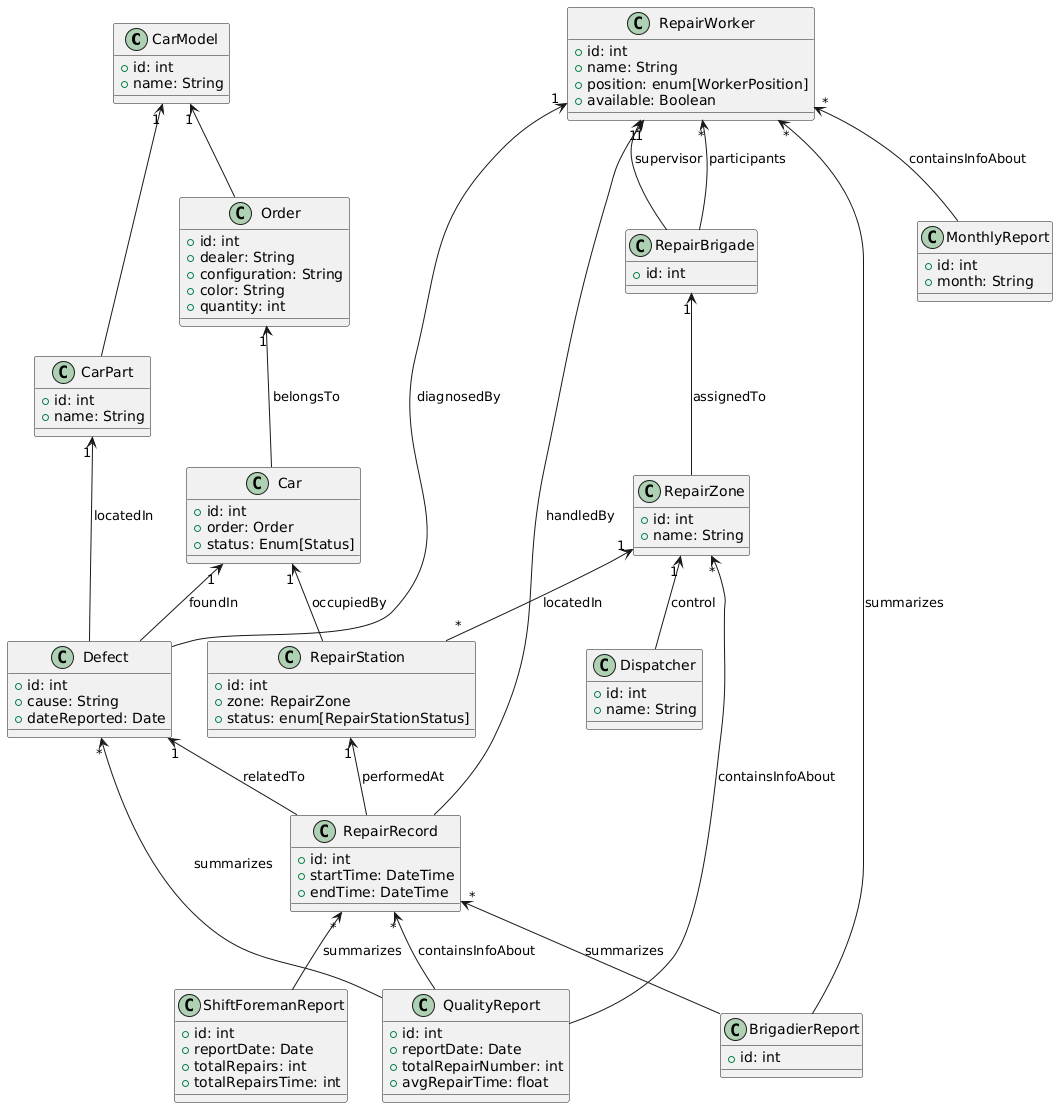 C CarModel
id: int
name: String
C RepairWorker
id: int
name: String
position: enum[WorkerPosition]
available: Boolean
1
1
1
1
1
*
*
*
supervisor
participants
containsInfoAbout
C Order
id: int
dealer: String
configuration: String
color: String
quantity: int
C RepairBrigade
id: int
C MonthlyReport
id: int
month: String
1
1
C CarPart
id: int
name: String
belongsTo
diagnosedBy
assignedTo
1
C Car
id: int
order: Order
status: Enum[Status]
C RepairZone
id: int
name: String
locatedIn
handledBy
1
1
1
1
*
foundIn
occupiedBy
locatedIn
control
summarizes
*
C Defect
id: int
cause: String
dateReported: Date
C RepairStation
id: int
zone: RepairZone
status: enum[RepairStationStatus]
C Dispatcher
id: int
name: String
*
1
1
relatedTo
performedAt
containsInfoAbout
C RepairRecord
id: int
startTime: DateTime
endTime: DateTime
summarizes
*
*
*
summarizes
containsInfoAbout
summarizes
C ShiftForemanReport
id: int
reportDate: Date
totalRepairs: int
totalRepairsTime: int
C QualityReport
id: int
reportDate: Date
totalRepairNumber: int
avgRepairTime: float
C BrigadierReport
id: int